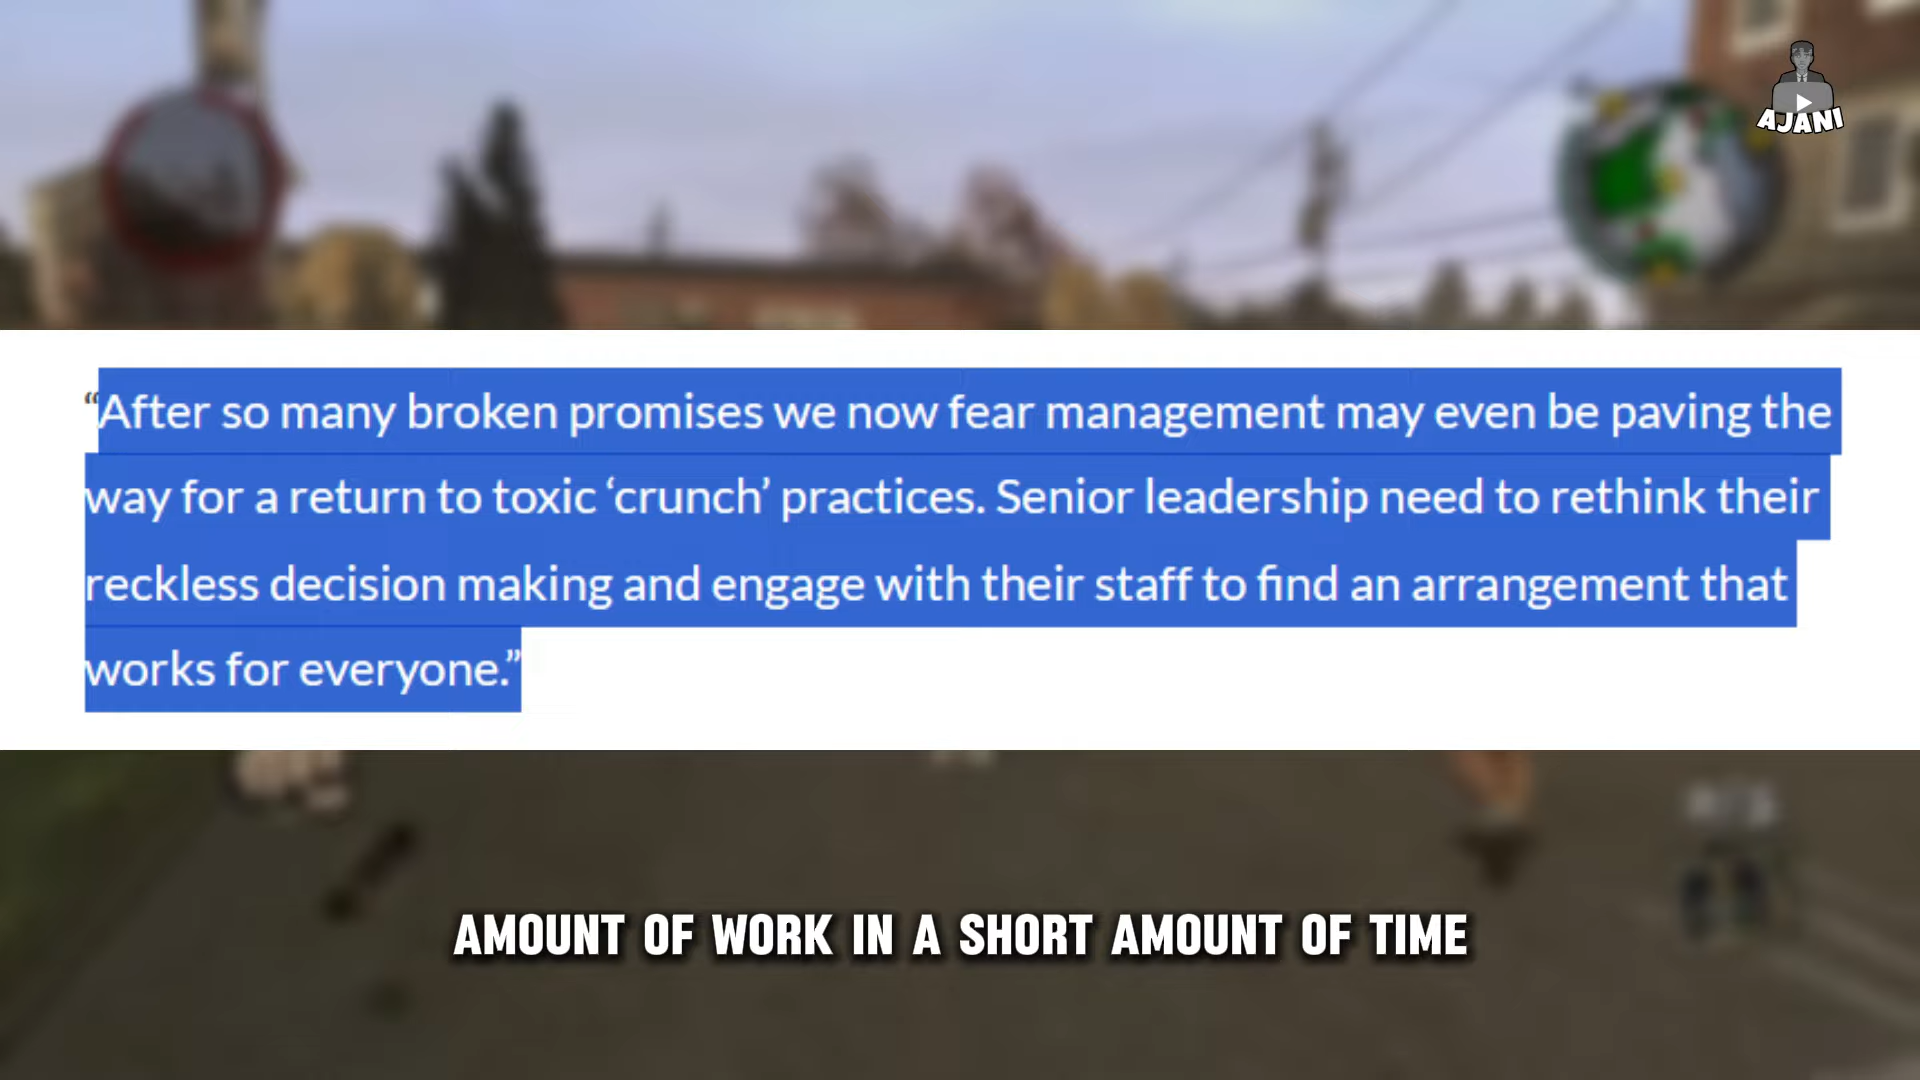 AJANI
“After so many broken promises we now fear management may even be paving the
way for a return to toxic ‘crunch’ practices. Senior leadership need to rethink their
reckless decision making and engage with their staff to find an arrangement that
works for everyone.”
AMOUNT OF WORK IN A SHORT AMOUNT OF TIME